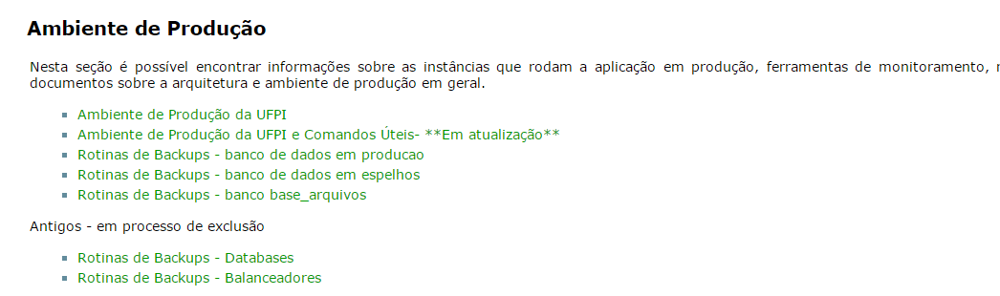 Ambiente de Produção
Nesta seção é possível encontrar informações sobre as instâncias que rodam a aplicação em produção, ferramentas de monitoramento,
documentos sobre a arquitetura e ambiente de produção em geral.
Ambiente de Produção da UFPI
Ambiente de Produção da UFPI e Comandos Úteis- **Em atualização**
Rotinas de Backups - banco de dados em producao
Rotinas de Backups - banco de dados em espelhos
Rotinas de Backups - banco base_arquivos
Antigos - em processo de exclusão
Rotinas de Backups - Databases
Rotinas de Backups - Balanceadores